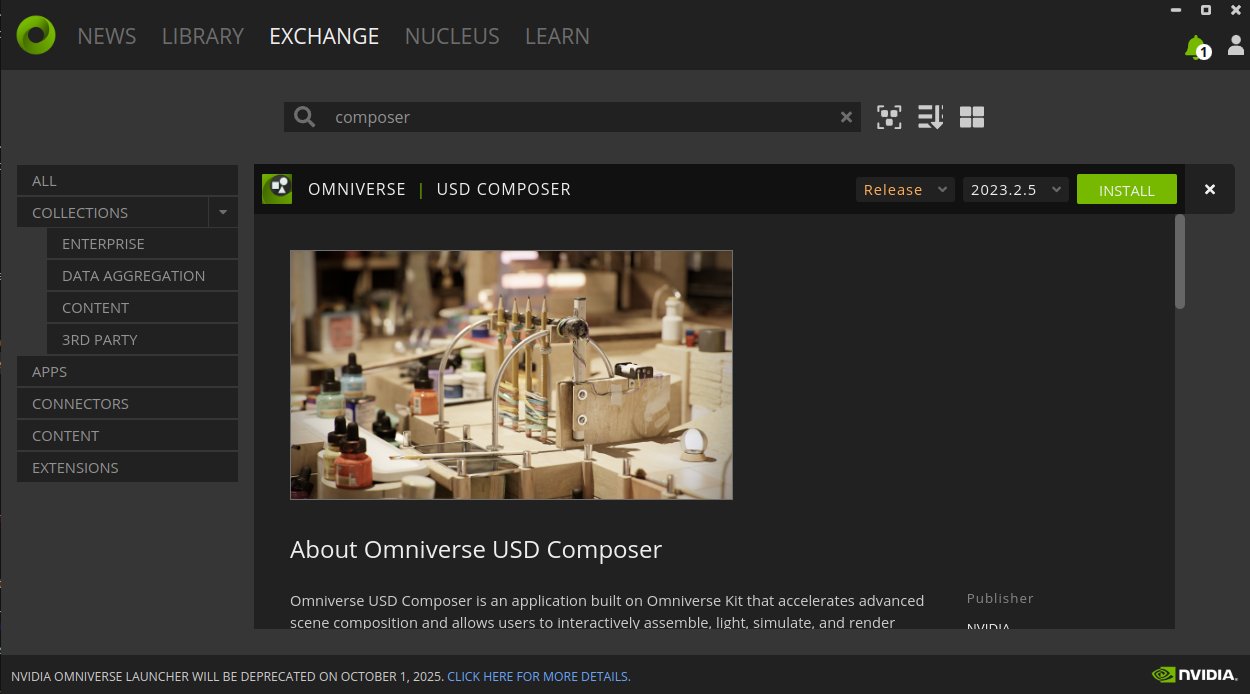 NEWS LIBRARY EXCHANGE NUCLEUS LEARN
1
composer
ALL
COLLECTIONS
ENTERPRISE
DATA AGGREGATION
CONTENT
3RD PARTY
APPS
CONNECTORS
CONTENT
EXTENSIONS
OMNIVERSE | USD COMPOSER Release 2023.2.5 INSTALL
About Omniverse USD Composer
Omniverse USD Composer is an application built on Omniverse Kit that accelerates advanced
scene composition and allows users to interactively assemble, light, simulate, and render
Publisher
NVIDIA
NVIDIA OMNIVERSE LAUNCHER WILL BE DEPRECATED ON OCTOBER 1, 2025. CLICK HERE FOR MORE DETAILS.
NVIDIA.